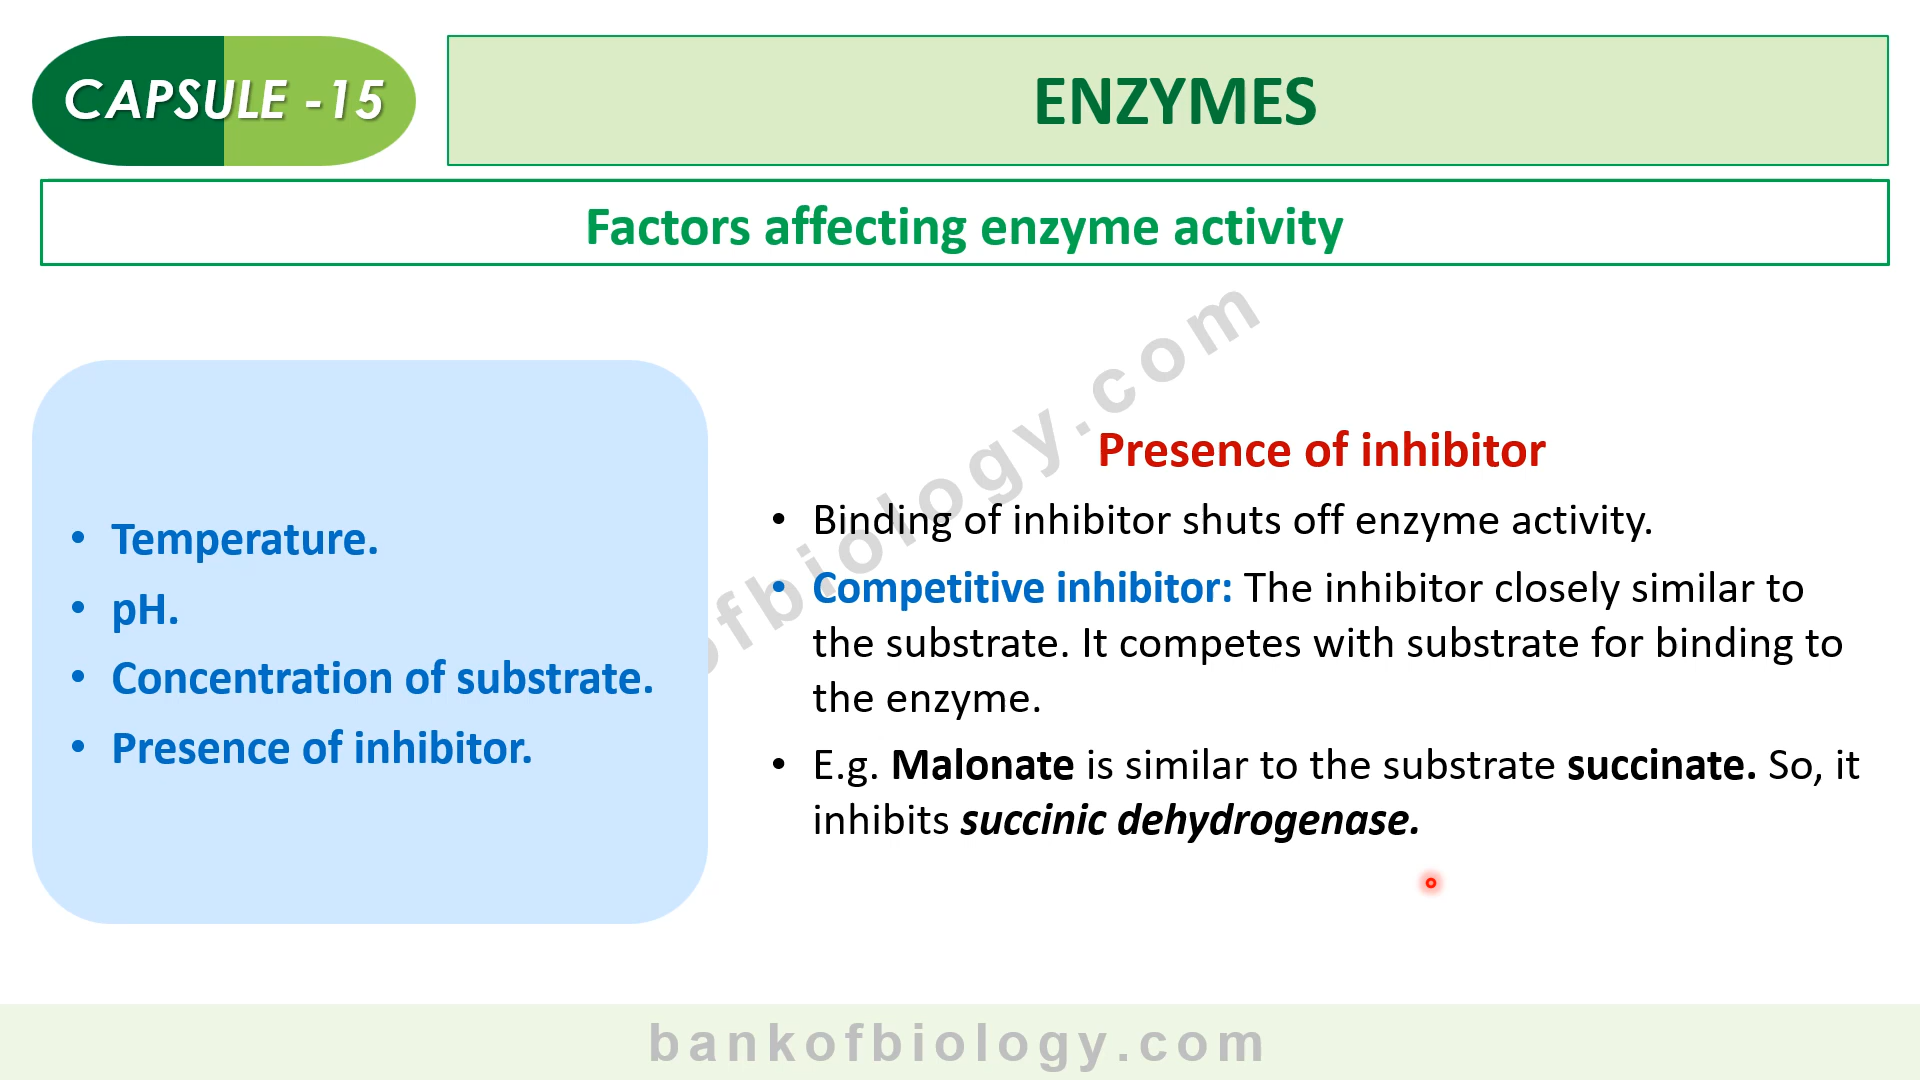 CAPSULE -15
ENZYMES
Factors affecting enzyme activity
• Temperature.
• pH.
• Concentration of substrate.
• Presence of inhibitor.
Presence of inhibitor
• Binding of inhibitor shuts off enzyme activity.
• Competitive inhibitor: The inhibitor closely similar to
the substrate. It competes with substrate for binding to
the enzyme.
• E.g. Malonate is similar to the substrate succinate. So, it
inhibits succinic dehydrogenase.
ofbiology.com
bankofbiology.com